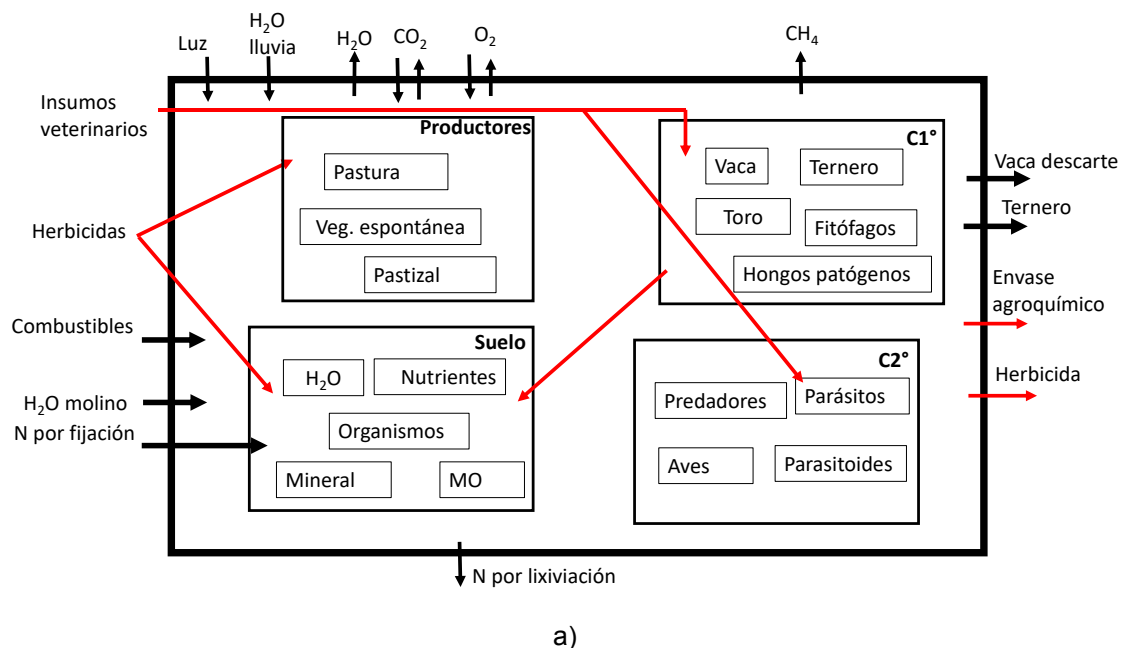 Luz
H₂O
lluvia
H₂O
CO₂
O₂
CH₄
Insumos
veterinarios
Herbicidas
Combustibles
H₂O molino
N por fijación
Productores
Pastura
Veg. espontánea
Pastizal
Suelo
H₂O
Nutrientes
Organismos
Mineral
MO
C1°
Vaca
Ternero
Toro
Fitófagos
Hongos patógenos
C2°
Predadores
Parásitos
Aves
Parasitoides
Vaca descarte
Ternero
Envase
agroquímico
Herbicida
N por lixiviación
a)